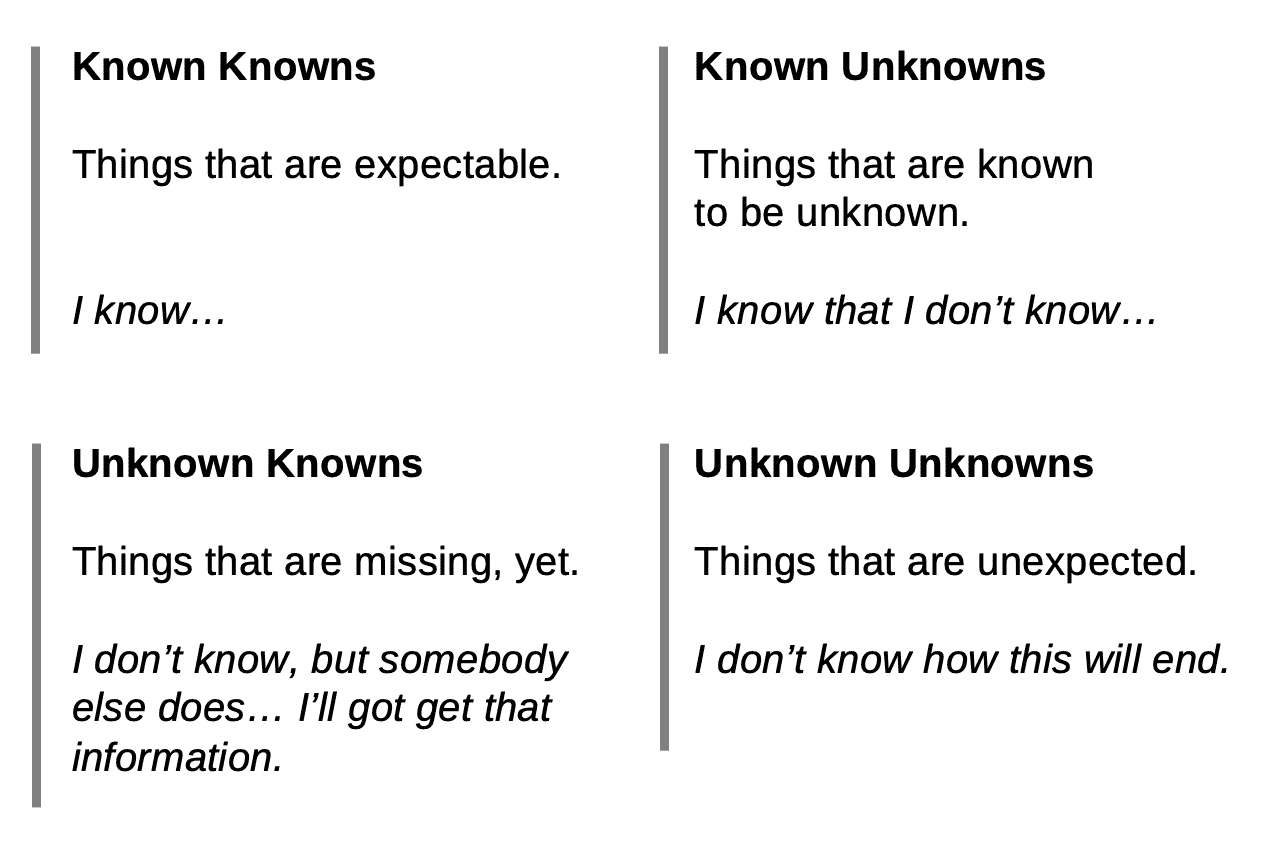 Known Knowns
Things that are expectable.
I know…
Known Unknowns
Things that are known
to be unknown.
I know that I don’t know…
Unknown Knowns
Things that are missing, yet.
I don’t know, but somebody
else does… I’ll got get that
information.
Unknown Unknowns
Things that are unexpected.
I don’t know how this will end.